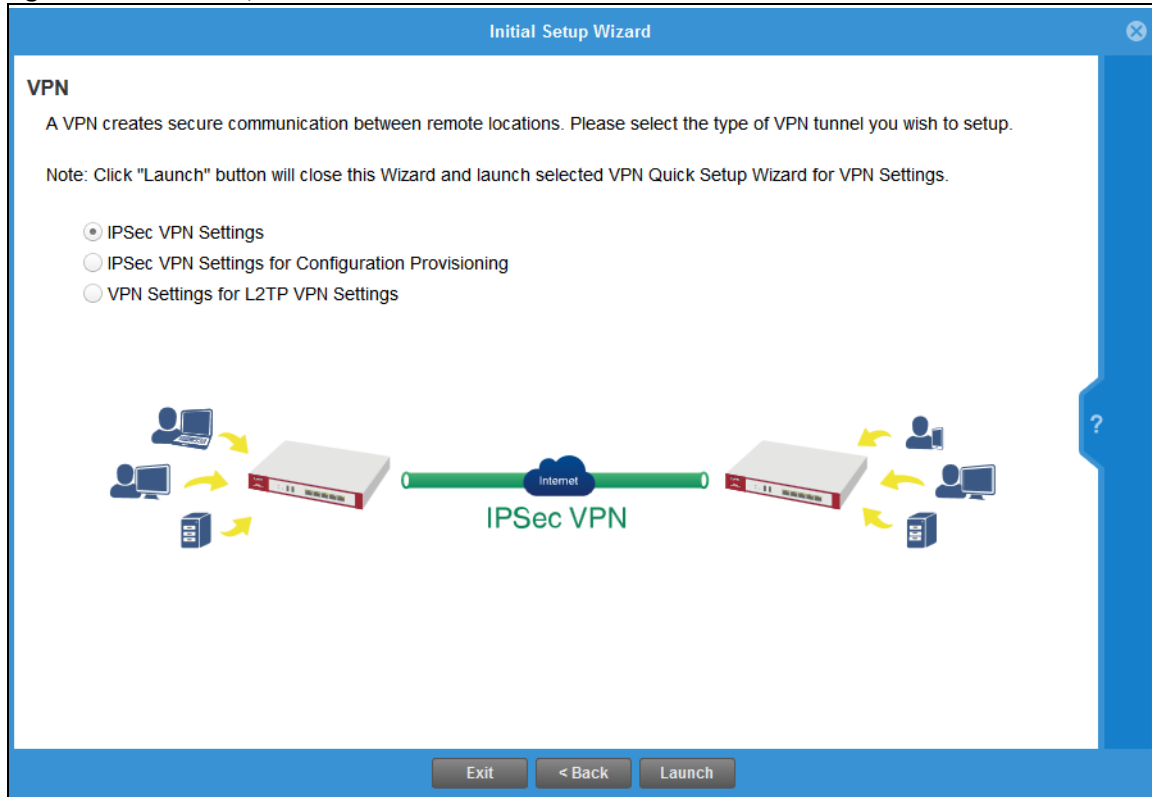 Initial Setup Wizard
VPN
A VPN creates secure communication between remote locations. Please select the type of VPN tunnel you wish to setup.
Note: Click "Launch" button will close this Wizard and launch selected VPN Quick Setup Wizard for VPN Settings.
IPSec VPN Settings
IPSec VPN Settings for Configuration Provisioning
VPN Settings for L2TP VPN Settings
?
Internet
IPSec VPN
Exit
< Back
Launch